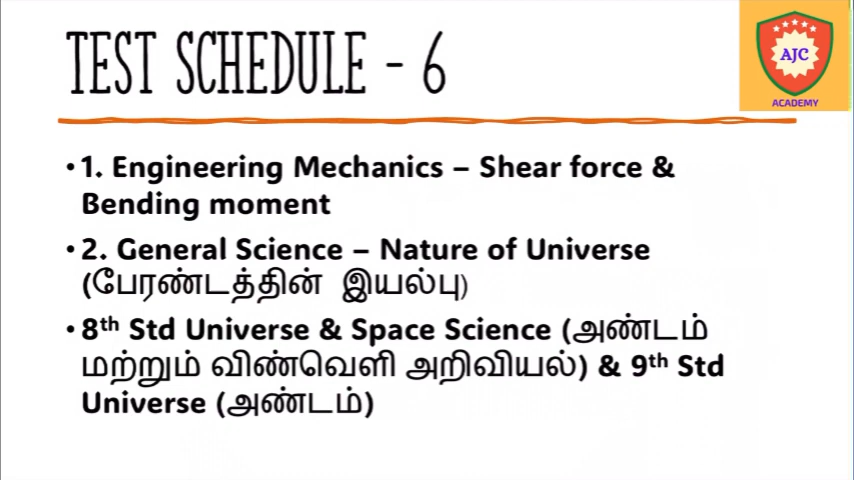 TEST SCHEDULE - 6
AJC
ACADEMY
•1. Engineering Mechanics – Shear force &
Bending moment
•2. General Science – Nature of Universe
(பேரண்டத்தின் இயல்பு)
•8th Std Universe & Space Science (அண்டம்
மற்றும் விண்வெளி அறிவியல்) & 9th Std
Universe (அண்டம்)